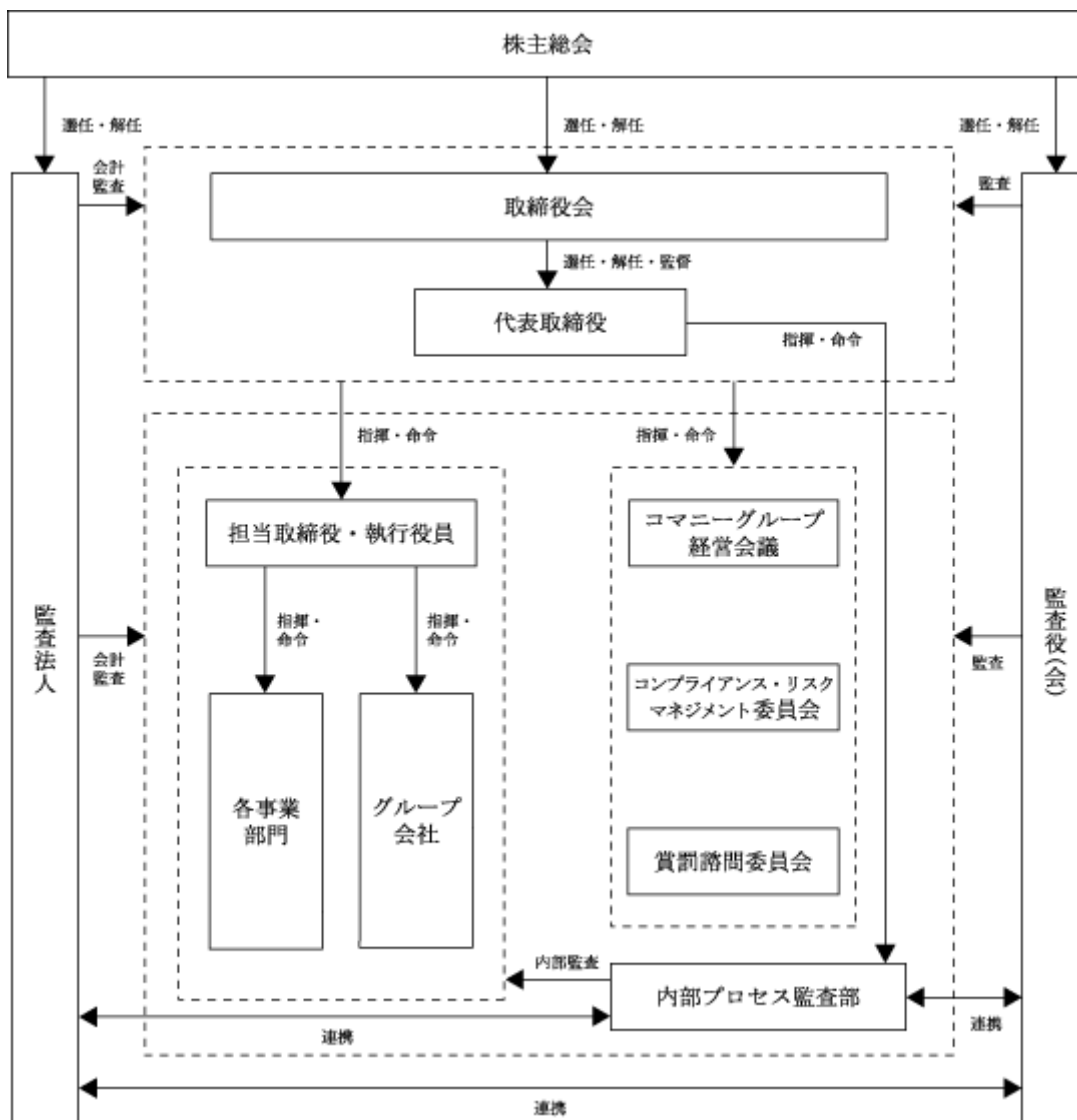 株主総会
選任・解任
選任・解任
選任・解任
会計
監査
監査
取締役会
選任・解任・監督
代表取締役
指揮・命令
指揮・命令
指揮・命令
担当取締役・執行役員
コマニーグループ
経営会議
指揮・
命令
指揮・
命令
監査法人
会計
監査
監査
監査役(会)
コンプライアンス・リスク
マネジメント委員会
各事業
部門
グループ
会社
賞罰諮問委員会
内部監査
内部プロセス監査部
連携
連携
連携